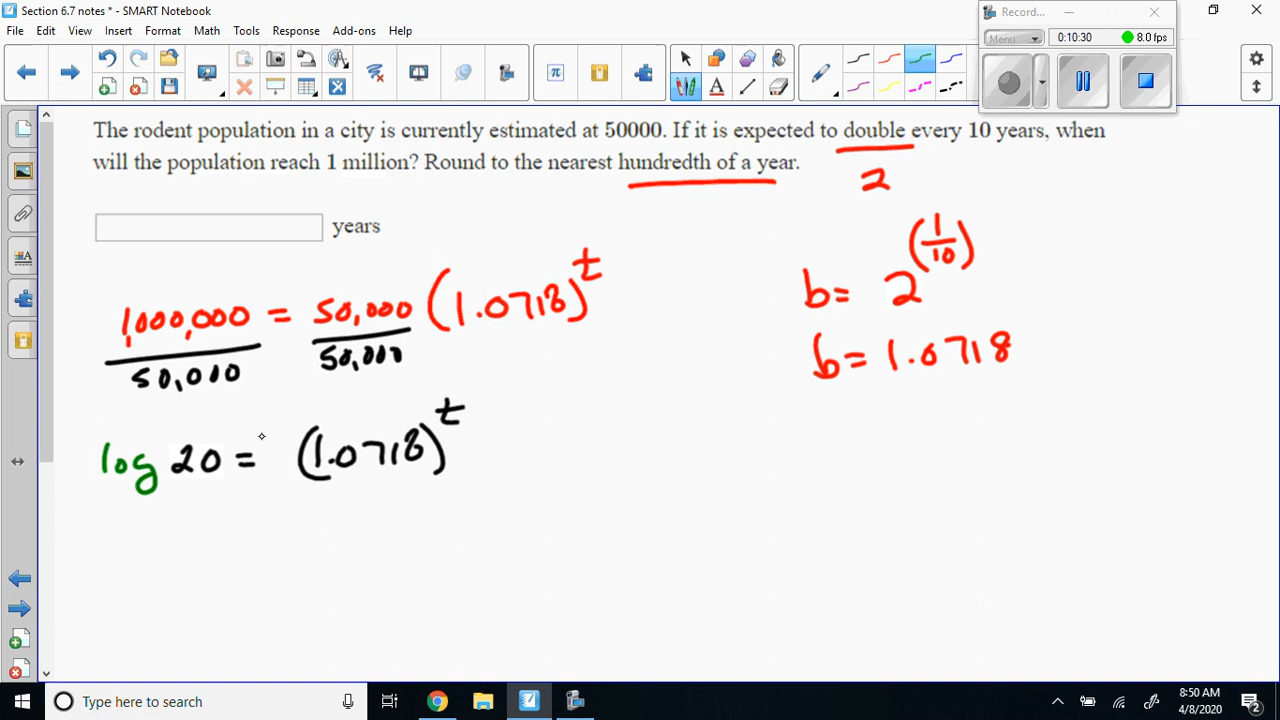 Section 6.7 notes * - SMART Notebook
Record...
File Edit View Insert Format Math Tools Response Add-ons Help
Menu 0:10:30 8.0 fps
The rodent population in a city is currently estimated at 50000. If it is expected to double every 10 years, when
will the population reach 1 million? Round to the nearest hundredth of a year.
2
years
b= 2^(1/10)
1,000,000 = 50,000 (1.0718)^t
50,000 50,000
b= 1.0718
log 20 = (1.0718)^t
Type here to search
8:50 AM
4/8/2020
2